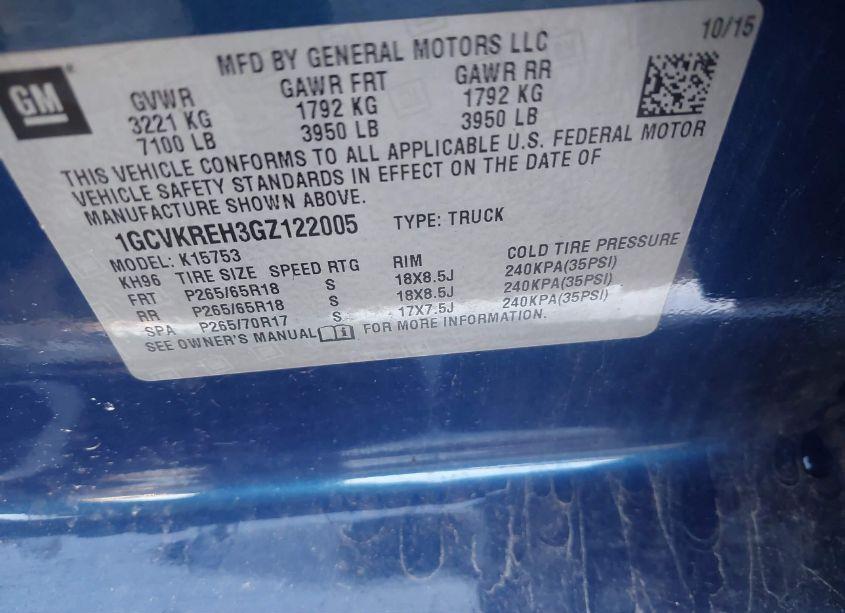 10/15
GM
MFD BY GENERAL MOTORS LLC
GVWR GAWR FRT GAWR RR
3221 KG 1792 KG 1792 KG
7100 LB 3950 LB 3950 LB
THIS VEHICLE CONFORMS TO ALL APPLICABLE U.S. FEDERAL MOTOR
VEHICLE SAFETY STANDARDS IN EFFECT ON THE DATE OF
MANUFACTURE SHOWN ABOVE.
1GCVKREH3GZ122005 TYPE: TRUCK
MODEL: K15753
KH96 TIRE SIZE SPEED RTG RIM COLD TIRE PRESSURE
FRT P265/65R18 S 18X8.5J 240KPA(35PSI)
RR P265/65R18 S 18X8.5J 240KPA(35PSI)
SPA P265/70R17 S 17X7.5J 240KPA(35PSI)
SEE OWNER'S MANUAL FOR MORE INFORMATION.